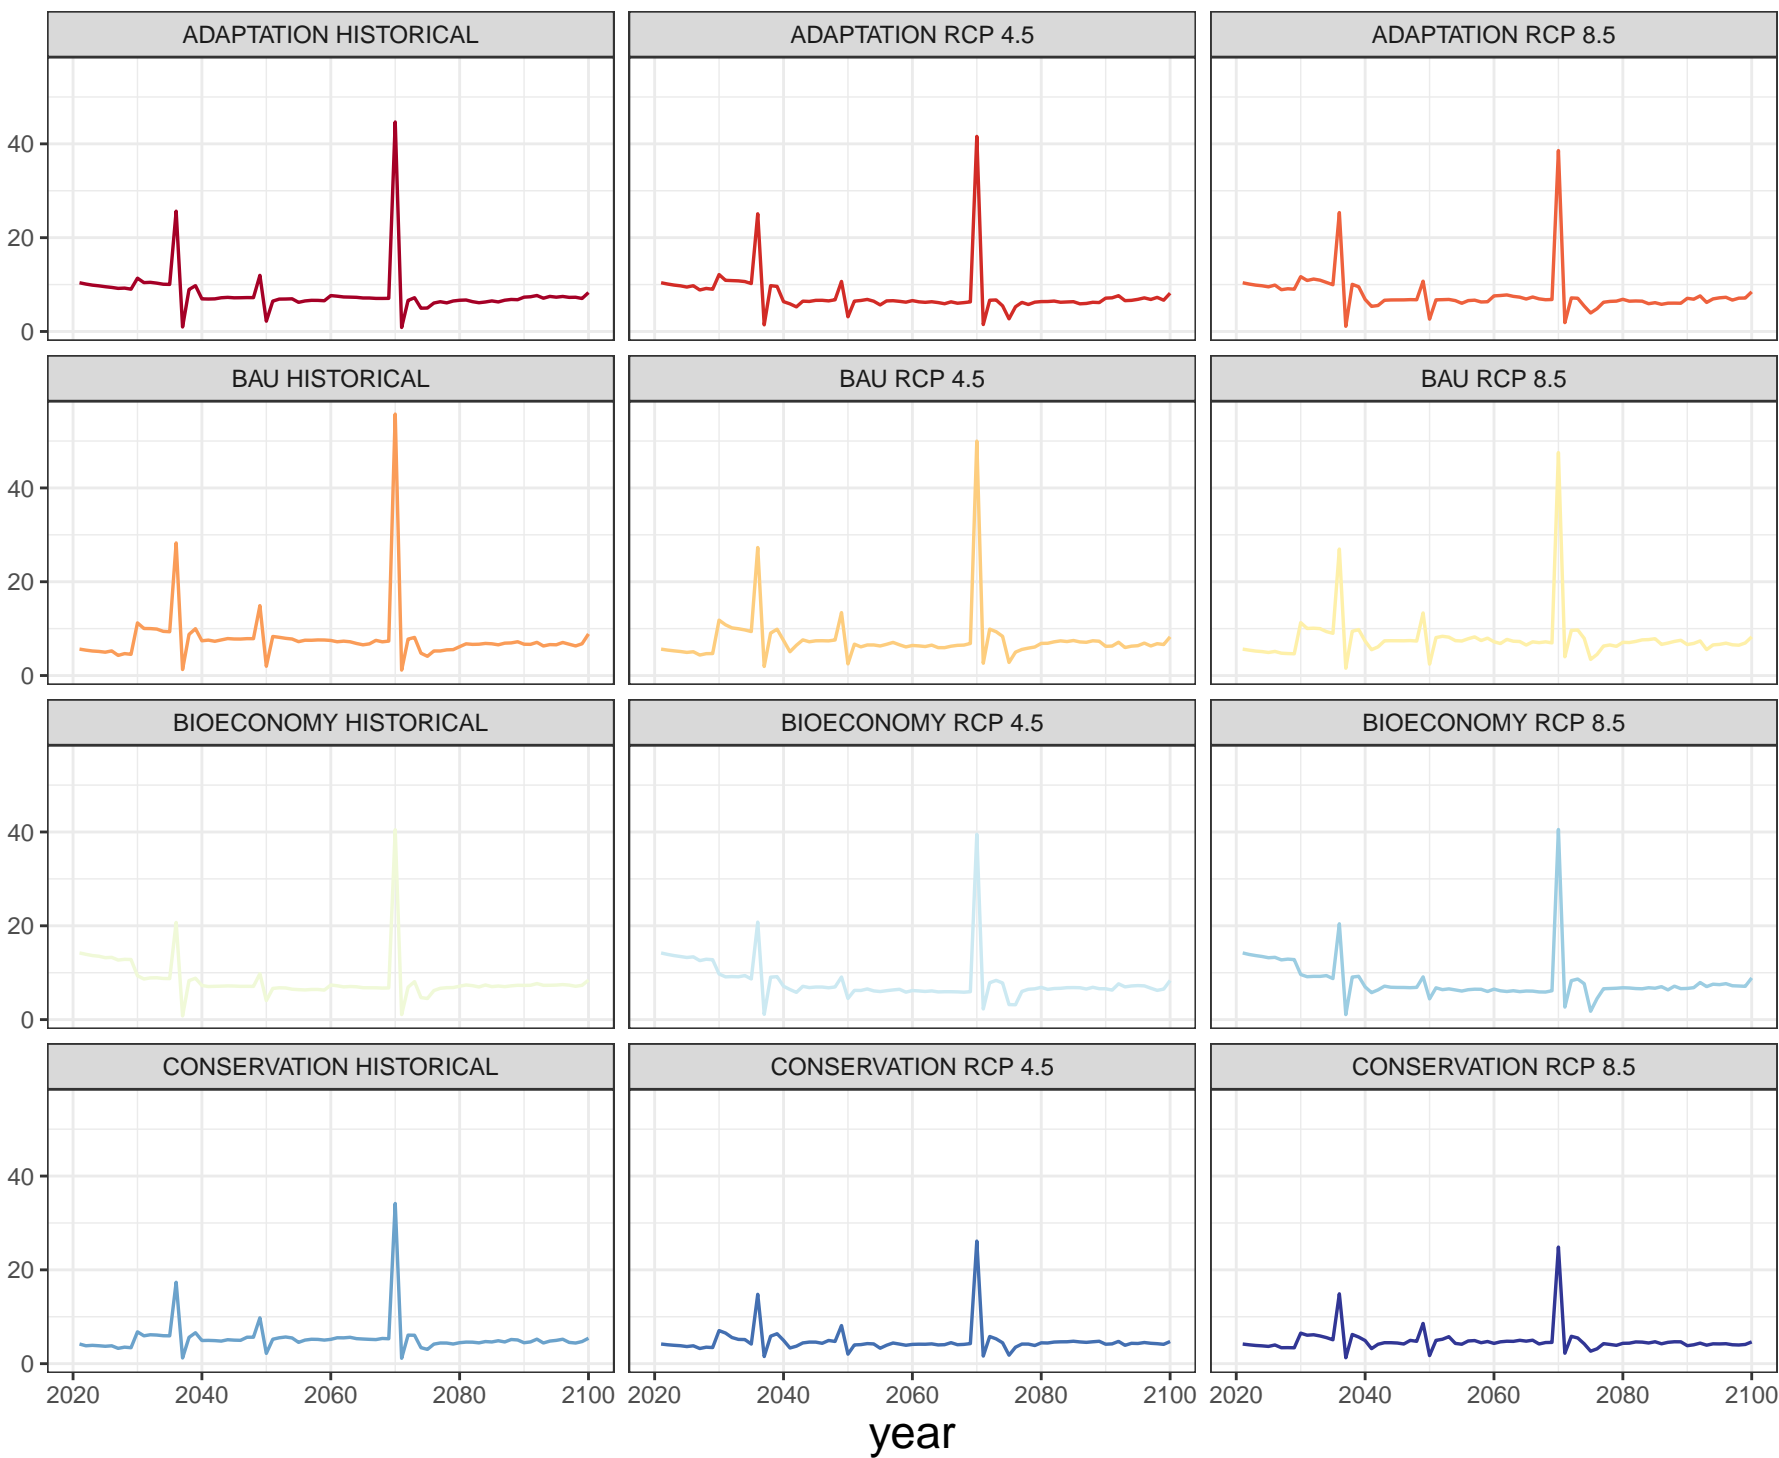 ADAPTATION HISTORICAL ADAPTATION RCP 4.5 ADAPTATION RCP 8.5
40
20
0
BAU HISTORICAL BAU RCP 4.5 BAU RCP 8.5
40
20
0
BIOECONOMY HISTORICAL BIOECONOMY RCP 4.5 BIOECONOMY RCP 8.5
40
20
0
CONSERVATION HISTORICAL CONSERVATION RCP 4.5 CONSERVATION RCP 8.5
40
20
0
2020 2040 2060 2080 2100 2020 2040 2060 2080 2100 2020 2040 2060 2080 2100
year